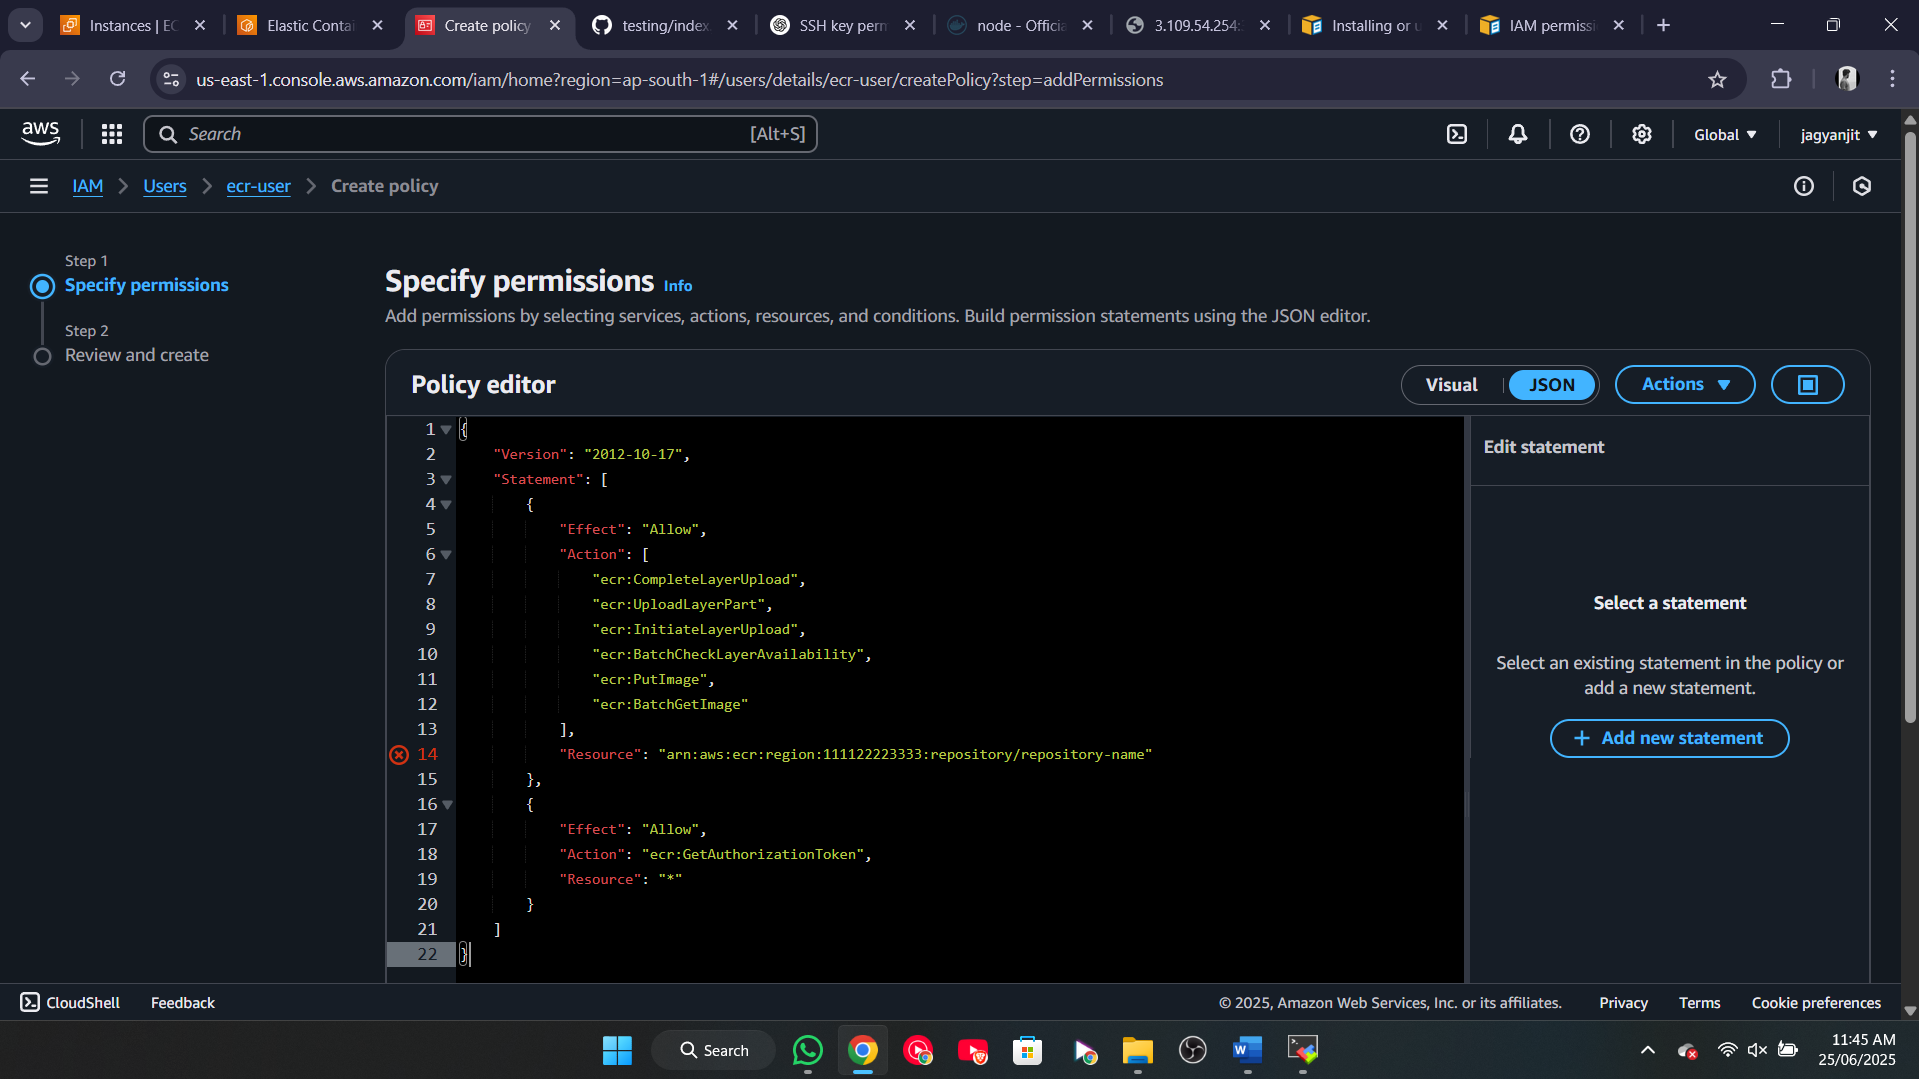 Instances | EC
Elastic Contai
Create policy
testing/index.
SSH key perm
node - Officia
3.109.54.254:
Installing or u
IAM permissi
us-east-1.console.aws.amazon.com/iam/home?region=ap-south-1#/users/details/ecr-user/createPolicy?step=addPermissions
aws
Search
[Alt+S]
Global
jagyanjit
IAM > Users > ecr-user > Create policy
Step 1
Specify permissions
Step 2
Review and create
Specify permissions Info
Add permissions by selecting services, actions, resources, and conditions. Build permission statements using the JSON editor.
Policy editor
Visual
JSON
Actions
1 {
2 "Version": "2012-10-17",
3 "Statement": [
4 {
5 "Effect": "Allow",
6 "Action": [
7 "ecr:CompleteLayerUpload",
8 "ecr:UploadLayerPart",
9 "ecr:InitiateLayerUpload",
10 "ecr:BatchCheckLayerAvailability",
11 "ecr:PutImage",
12 "ecr:BatchGetImage"
13 ],
14 "Resource": "arn:aws:ecr:region:111122223333:repository/repository-name"
15 },
16 {
17 "Effect": "Allow",
18 "Action": "ecr:GetAuthorizationToken",
19 "Resource": "*"
20 }
21 ]
22 }
Edit statement
Select a statement
Select an existing statement in the policy or
add a new statement.
+ Add new statement
CloudShell
Feedback
© 2025, Amazon Web Services, Inc. or its affiliates.
Privacy
Terms
Cookie preferences
Search
11:45 AM
25/06/2025